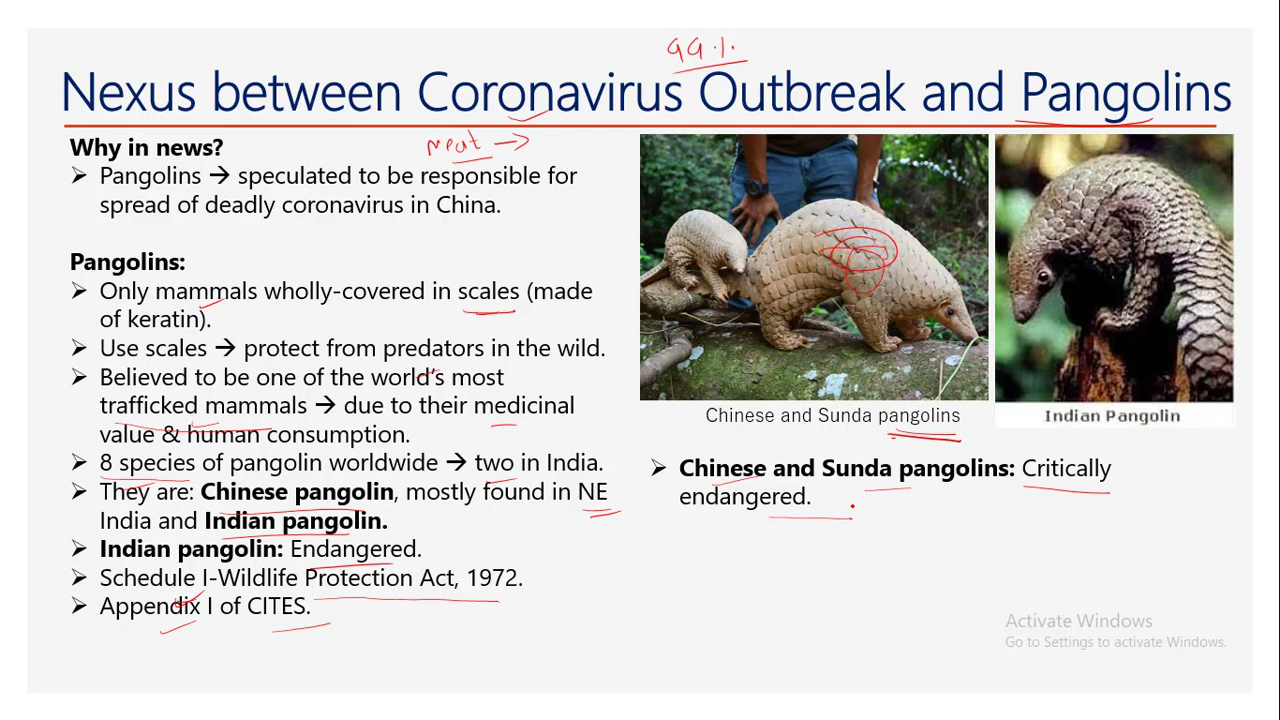 99.1.
Nexus between Coronavirus Outbreak and Pangolins
Why in news?
Meat →
➢ Pangolins → speculated to be responsible for
spread of deadly coronavirus in China.
Pangolins:
➢ Only mammals wholly-covered in scales (made
of keratin).
➢ Use scales → protect from predators in the wild.
➢ Believed to be one of the world's most
trafficked mammals → due to their medicinal
value & human consumption.
➢ 8 species of pangolin worldwide → two in India.
➢ They are: Chinese pangolin, mostly found in NE
India and Indian pangolin.
➢ Indian pangolin: Endangered.
➢ Schedule I-Wildlife Protection Act, 1972.
➢ Appendix I of CITES.
Chinese and Sunda pangolins
Indian Pangolin
➢ Chinese and Sunda pangolins: Critically
endangered.
Activate Windows
Go to Settings to activate Windows.